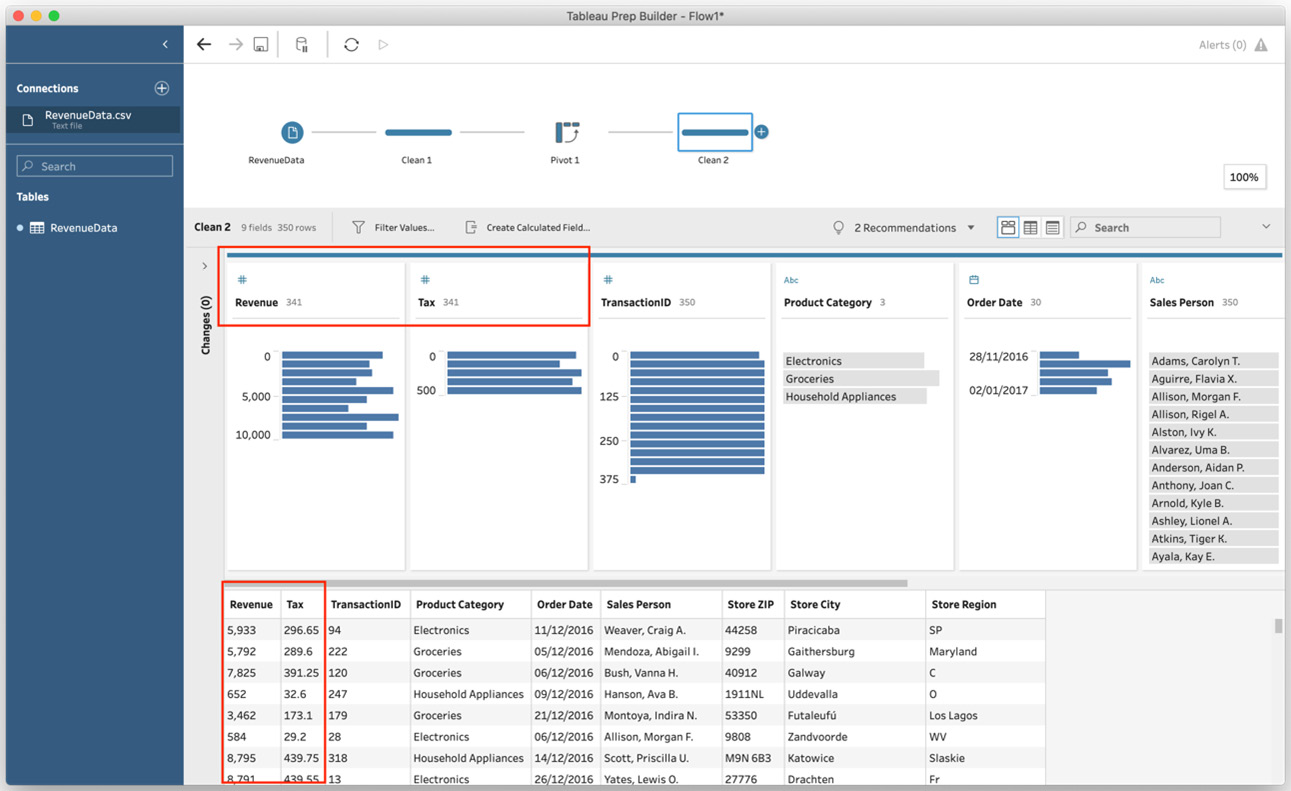 Tableau Prep Builder - Flow1*
Alerts (0)
Connections
RevenueData.csv
Text file
Search
Tables
RevenueData
RevenueData
Clean 1
Pivot 1
Clean 2
100%
Clean 2 9 fields 350 rows Filter Values... Create Calculated Field... 2 Recommendations Search
Changes (0)
Revenue 341
0
5,000
10,000
Tax 341
0
500
TransactionID 350
0
125
250
375
Abc
Product Category 3
Electronics
Groceries
Household Appliances
Order Date 30
28/11/2016
02/01/2017
Abc
Sales Person 350
Adams, Carolyn T.
Aguirre, Flavia X.
Allison, Morgan F.
Allison, Rigel A.
Alston, Ivy K.
Alvarez, Uma B.
Anderson, Aidan P.
Anthony, Joan C.
Arnold, Kyle B.
Ashley, Lionel A.
Atkins, Tiger K.
Ayala, Kay E.
Revenue Tax TransactionID Product Category Order Date Sales Person Store ZIP Store City Store Region
5,933 296.65 94 Electronics 11/12/2016 Weaver, Craig A. 44258 Piracicaba SP
5,792 289.6 222 Groceries 05/12/2016 Mendoza, Abigail I. 9299 Gaithersburg Maryland
7,825 391.25 120 Groceries 06/12/2016 Bush, Vanna H. 40912 Galway C
652 32.6 247 Household Appliances 09/12/2016 Hanson, Ava B. 1911NL Uddevalla O
3,462 173.1 179 Groceries 21/12/2016 Montoya, Indira N. 53350 Futaleufú Los Lagos
584 29.2 28 Electronics 06/12/2016 Allison, Morgan F. 9808 Zandvoorde WV
8,795 439.75 318 Household Appliances 14/12/2016 Scott, Priscilla U. M9N 6B3 Katowice Slaskie
8,791 439.55 13 Electronics 26/12/2016 Yates, Lewis O. 27776 Drachten Fr